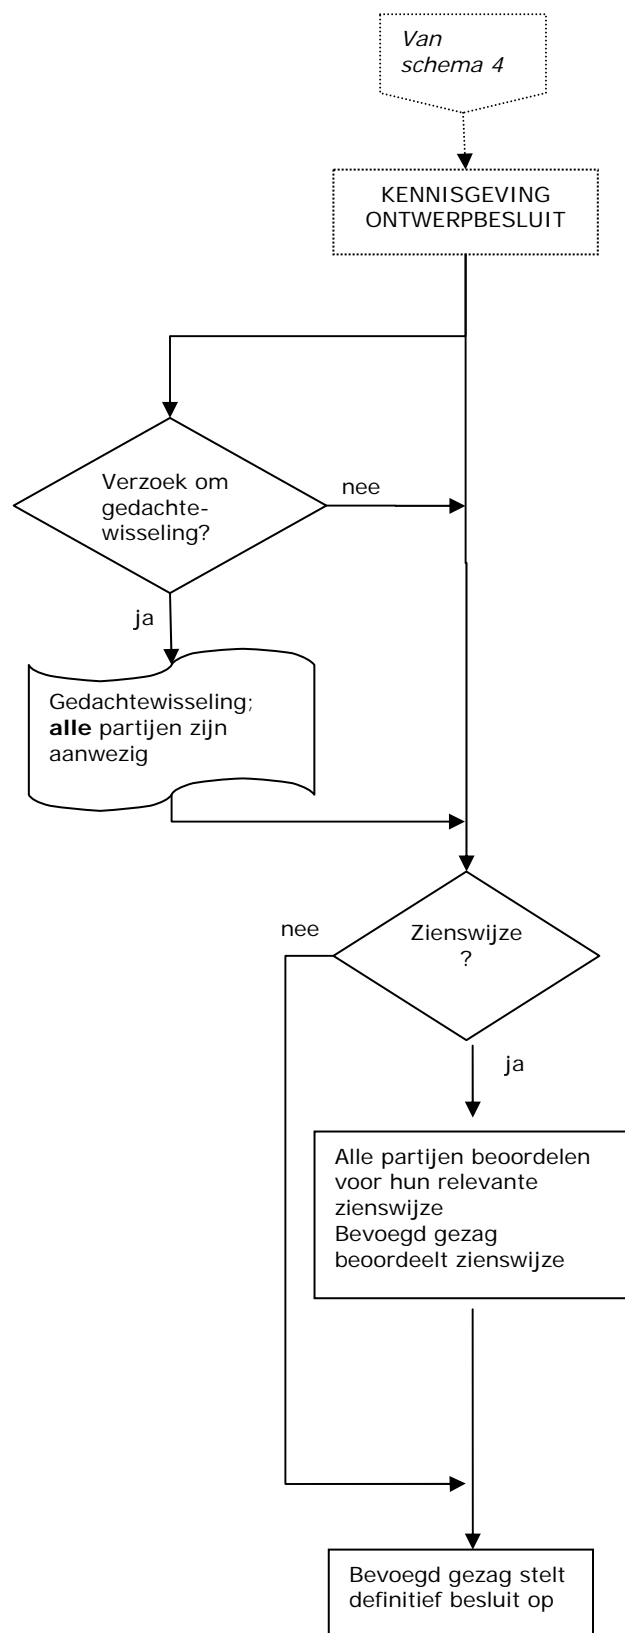 Van
schema 4
KENNISGEVING
ONTWERPBESLUIT
Verzoek om
gedachte-
wisseling?
nee
ja
Gedachtewisseling;
alle partijen zijn
aanwezig
nee
Zienswijze
?
ja
Alle partijen beoordelen
voor hun relevante
zienswijze
Bevoegd gezag
beoordeelt zienswijze
Bevoegd gezag stelt
definitief besluit op